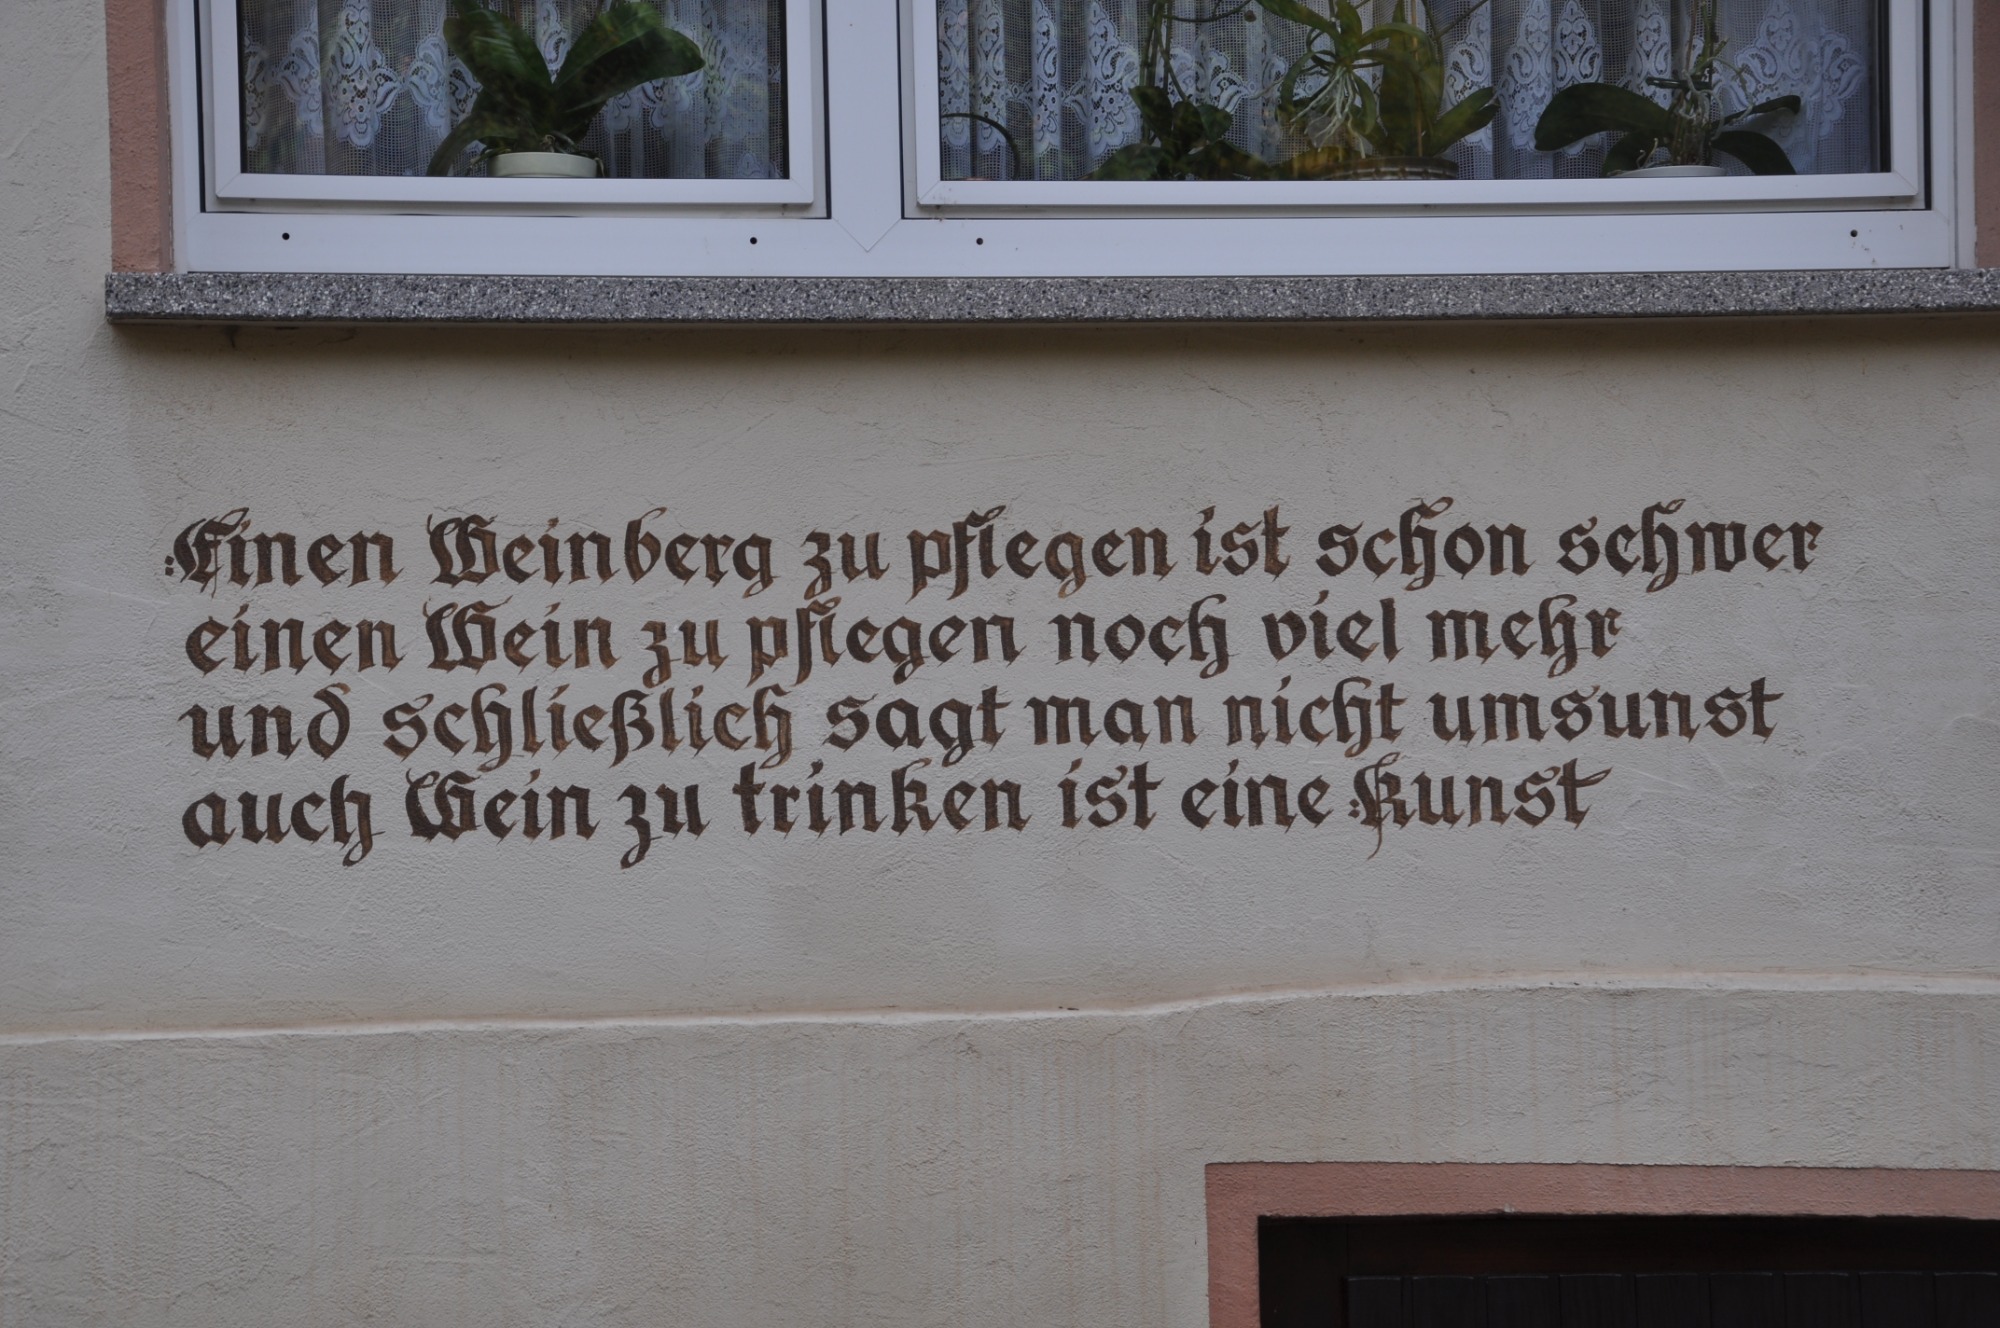 Einen Weinberg zu pflegen ist schon schwer
einen Wein zu pflegen noch viel mehr
und schließlich sagt man nicht umsunst
auch Wein zu trinken ist eine Kunst